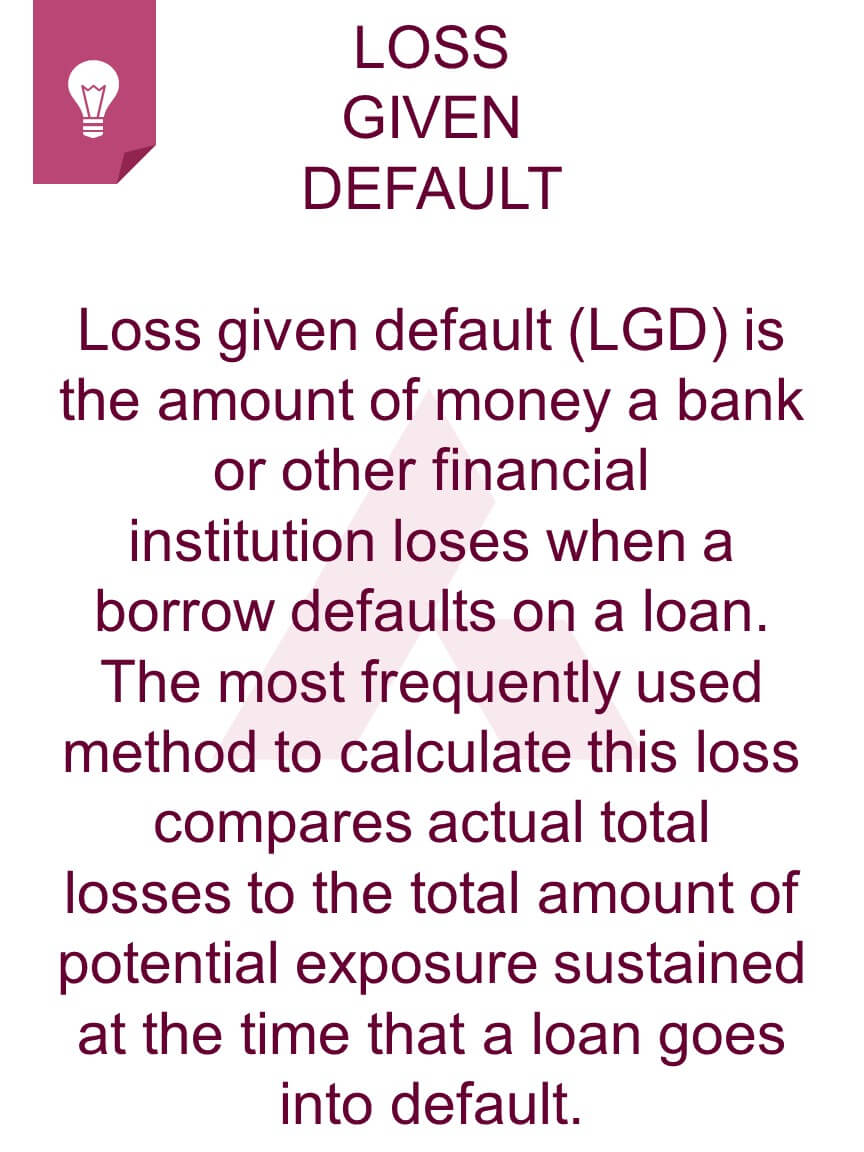 LOSS
GIVEN
DEFAULT
Loss given default (LGD) is
the amount of money a bank
or other financial
institution loses when a
borrow defaults on a loan.
The most frequently used
method to calculate this loss
compares actual total
losses to the total amount of
potential exposure sustained
at the time that a loan goes
into default.